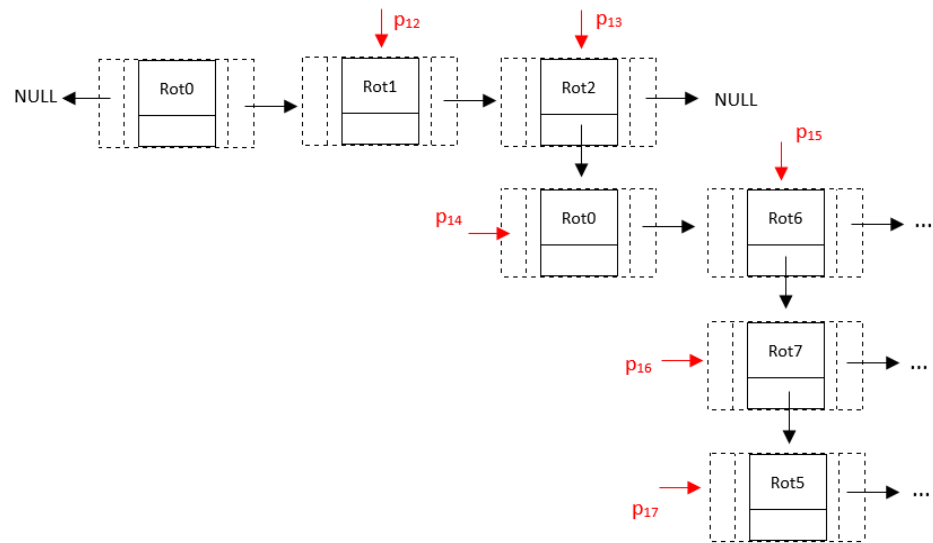 p12
p13
NULL
Rot0
Rot1
Rot2
NULL
p15
p14
Rot0
Rot6
...
p16
Rot7
...
p17
Rot5
...